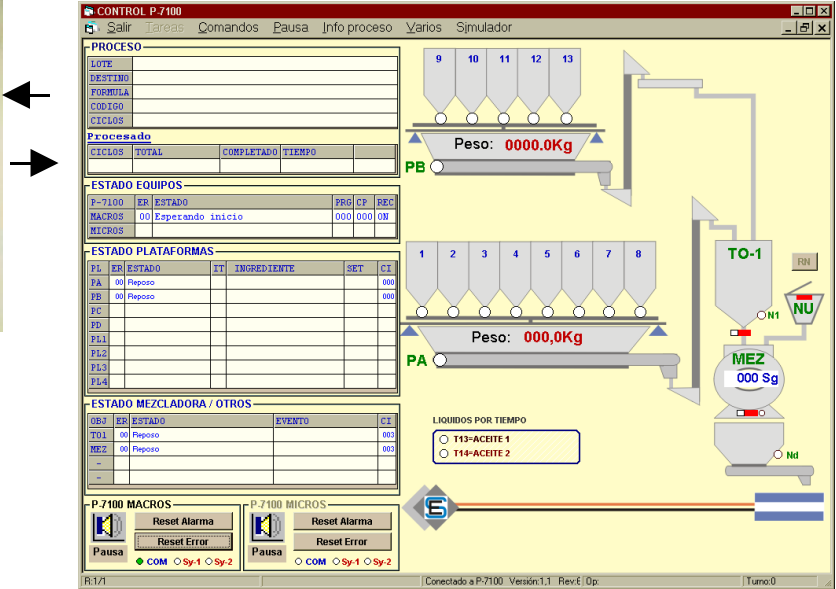 CONTROL P-7100
Salir Tareas Comandos Pausa Info proceso Varios Simulador
PROCESO
LOTE
DESTINO
FORMULA
CODIGO
CICLOS
Procesado
CICLOS TOTAL COMPLETADO TIEMPO
ESTADO EQUIPOS
P-7100 ER ESTADO PRG CP REC
MACROS 00 Esperando inicio 000 000 ON
MICROS
ESTADO PLATAFORMAS
PL ER ESTADO IT INGREDIENTE SET CI
PA 00 Reposo 000
PB 00 Reposo 000
PC
PD
PL1
PL2
PL3
PL4
ESTADO MEZCLADORA / OTROS
OBJ ER ESTADO EVENTO CI
TO1 00 Reposo 003
MEZ 00 Reposo 003
-
-
P-7100 MACROS
Reset Alarma
Reset Error
Pausa
COM Sy-1 Sy-2
P-7100 MICROS
Reset Alarma
Reset Error
Pausa
COM Sy-1 Sy-2
9 10 11 12 13
Peso: 0000.0Kg
PB
1 2 3 4 5 6 7 8
Peso: 000,0Kg
PA
TO-1
RN
N1
NU
MEZ
000 Sg
Nd
LIQUIDOS POR TIEMPO
T13=ACEITE 1
T14=ACEITE 2
ES
R:1/1 Conectado a P-7100 Versión:1,1 Rev:6 Op: Turno:0